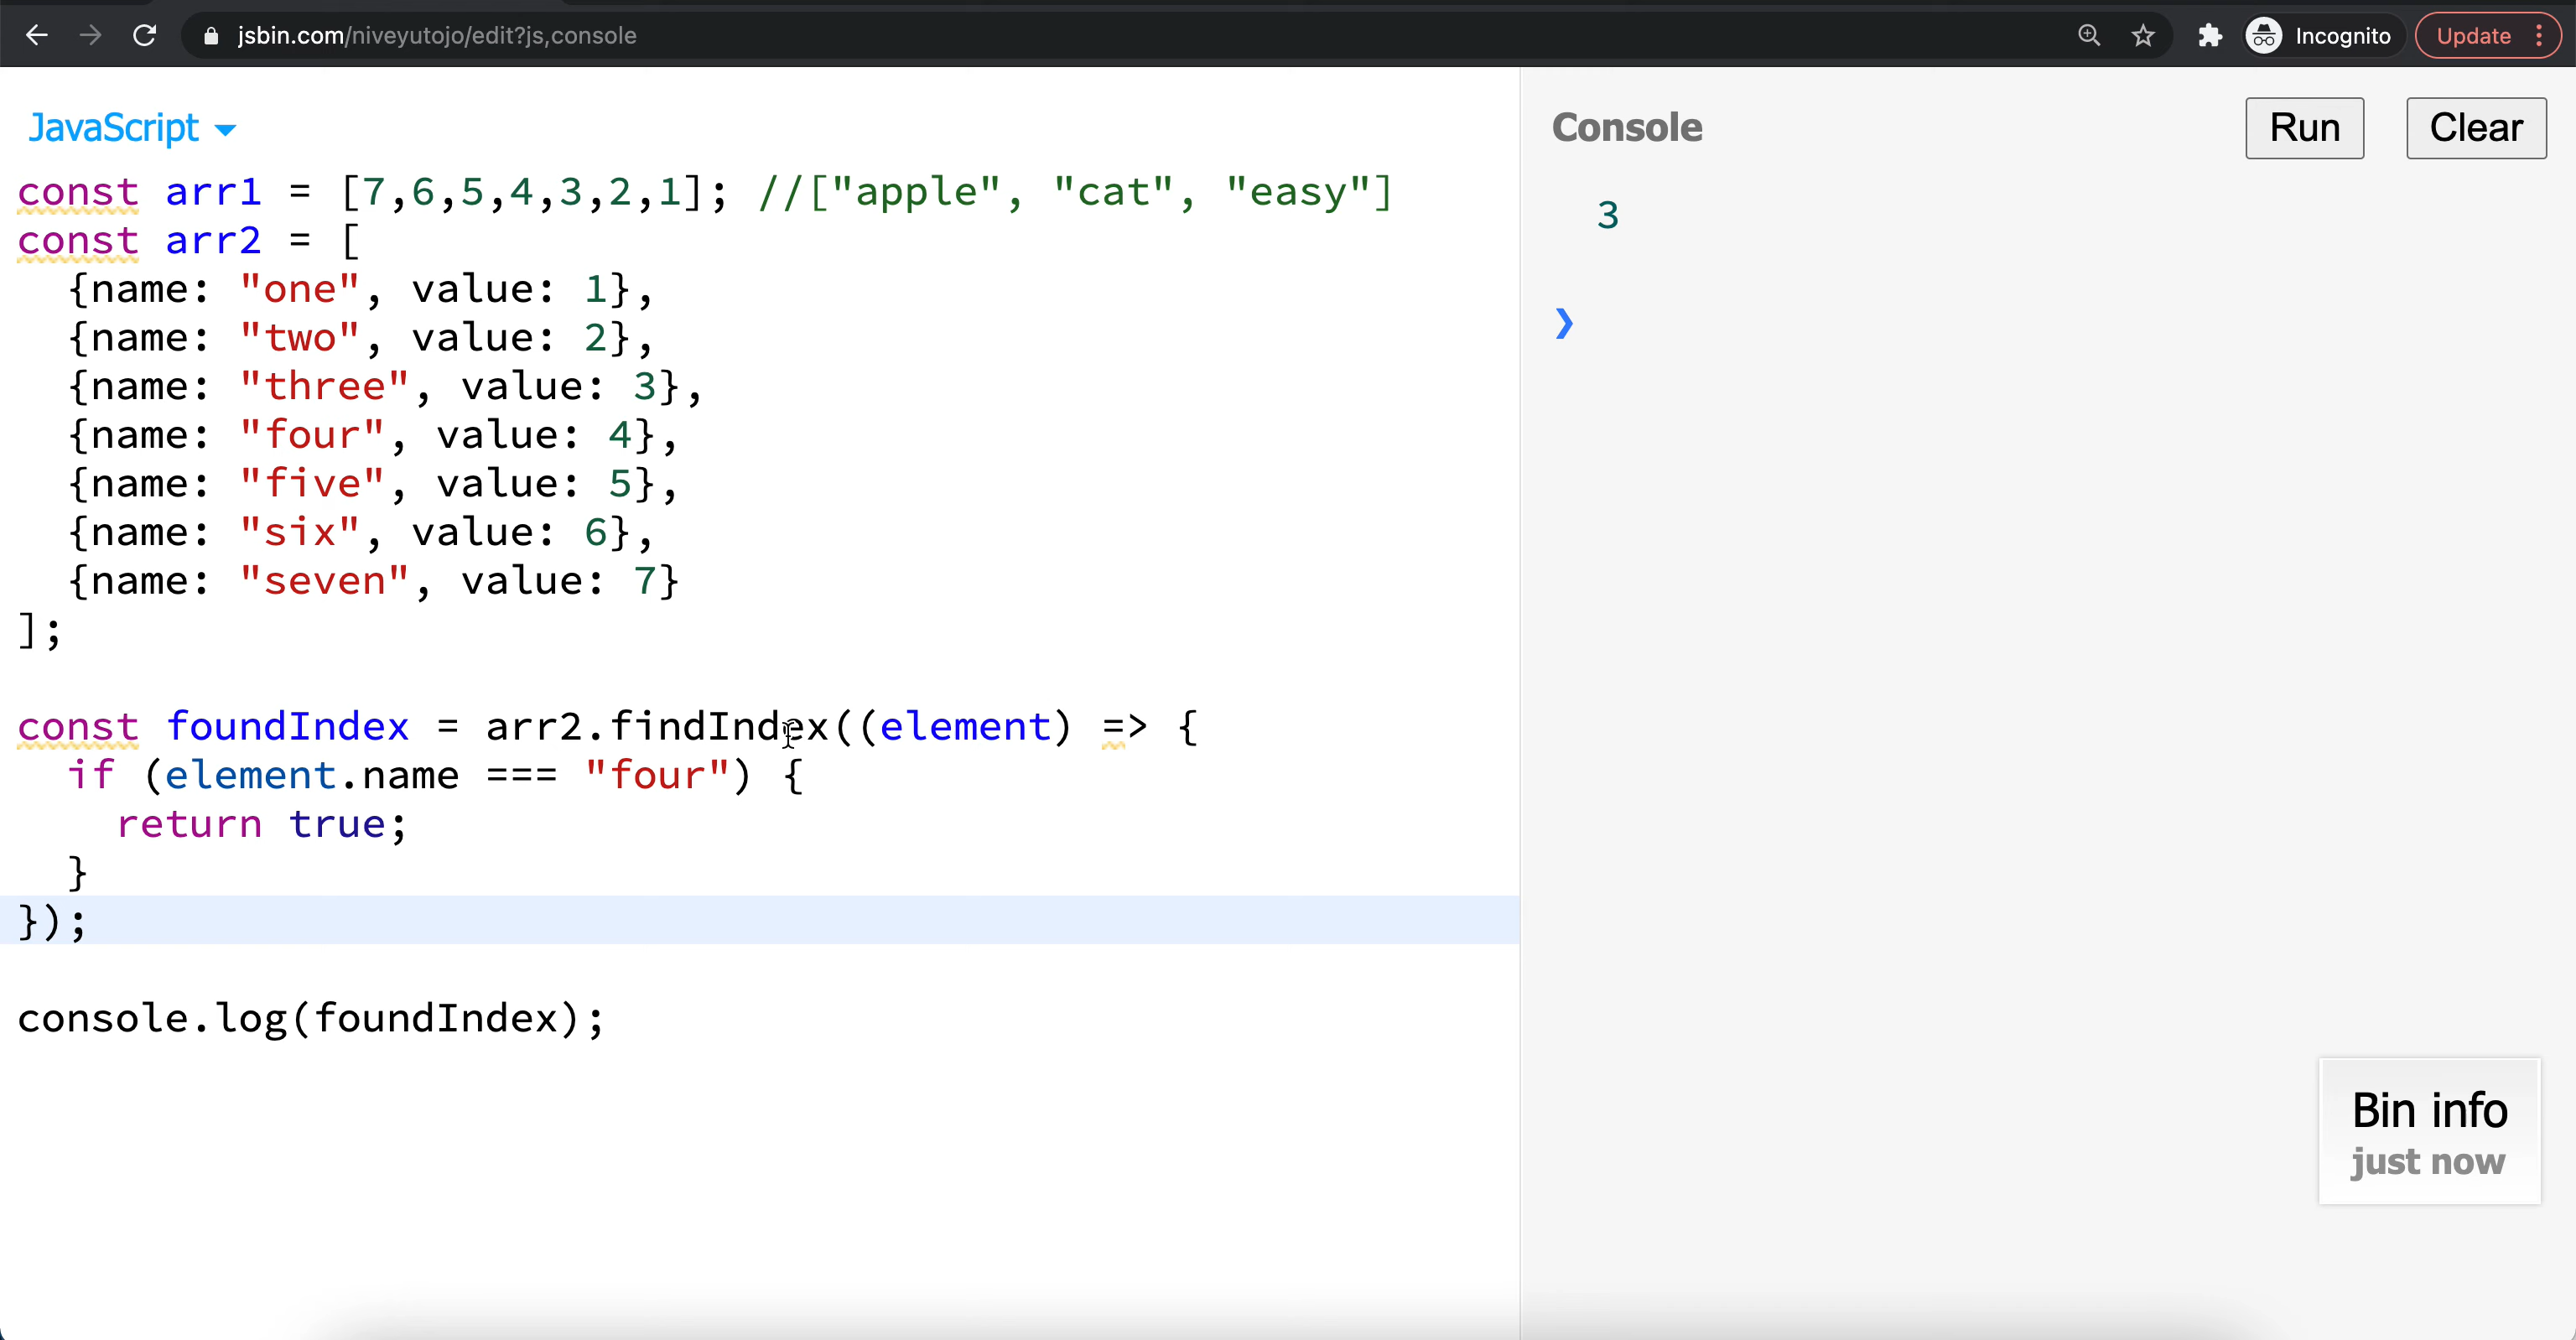 jsbin.com/niveyutojo/edit?js,console
Incognito
Update
JavaScript
const arr1 = [7,6,5,4,3,2,1]; //["apple", "cat", "easy"]
const arr2 = [
  {name: "one", value: 1},
  {name: "two", value: 2},
  {name: "three", value: 3},
  {name: "four", value: 4},
  {name: "five", value: 5},
  {name: "six", value: 6},
  {name: "seven", value: 7}
];
const foundIndex = arr2.findIndex((element) => {
  if (element.name === "four") {
    return true;
  }
});
console.log(foundIndex);
Console
Run
Clear
3
❯
Bin info
just now